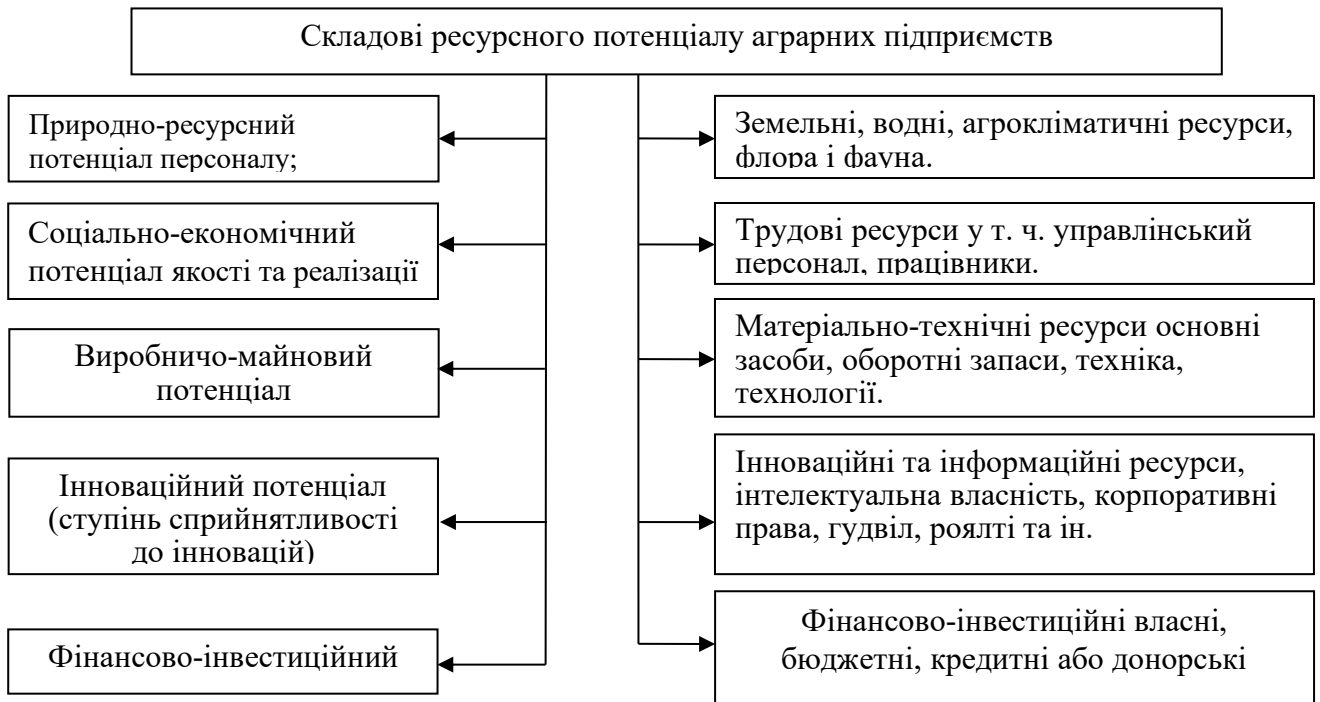 Складові ресурсного потенціалу аграрних підприємств
Природно-ресурсний
потенціал персоналу;
Земельні, водні, агрокліматичні ресурси,
флора і фауна.
Соціально-економічний
потенціал якості та реалізації
Трудові ресурси у т. ч. управлінський
персонал, працівники.
Виробничо-майновий
потенціал
Матеріально-технічні ресурси основні
засоби, оборотні запаси, техніка,
технології.
Інноваційний потенціал
(ступінь сприйнятливості
до інновацій)
Інноваційні та інформаційні ресурси,
інтелектуальна власність, корпоративні
права, гудвіл, роялті та ін.
Фінансово-інвестиційний
Фінансово-інвестиційні власні,
бюджетні, кредитні або донорські